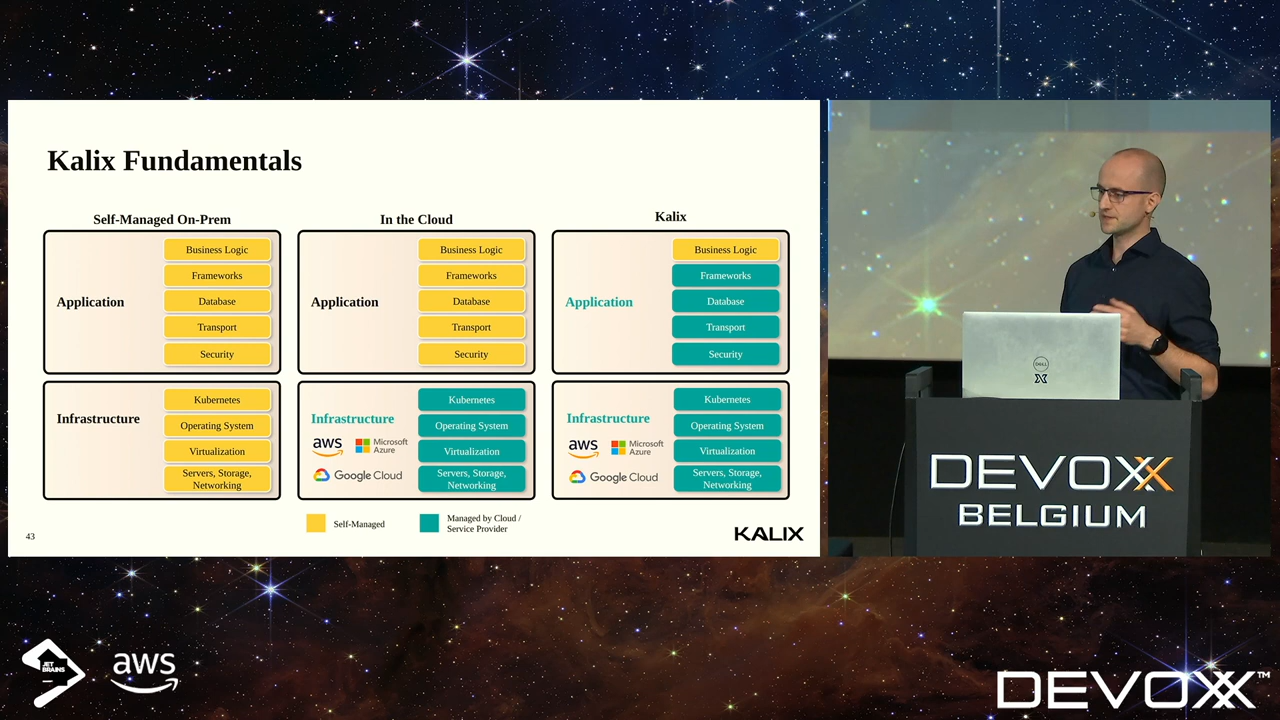 Kalix Fundamentals
Self-Managed On-Prem
Application
Business Logic
Frameworks
Database
Transport
Security
Infrastructure
Kubernetes
Operating System
Virtualization
Servers, Storage,
Networking
In the Cloud
Application
Business Logic
Frameworks
Database
Transport
Security
Infrastructure
aws
Microsoft
Azure
Google Cloud
Kubernetes
Operating System
Virtualization
Servers, Storage,
Networking
Kalix
Application
Business Logic
Frameworks
Database
Transport
Security
Infrastructure
aws
Microsoft
Azure
Google Cloud
Kubernetes
Operating System
Virtualization
Servers, Storage,
Networking
Self-Managed
Managed by Cloud /
Service Provider
43
KALIX
DELL
DEVOXX
BELGIUM
JET
BRAINS
aws
DEVOXX™